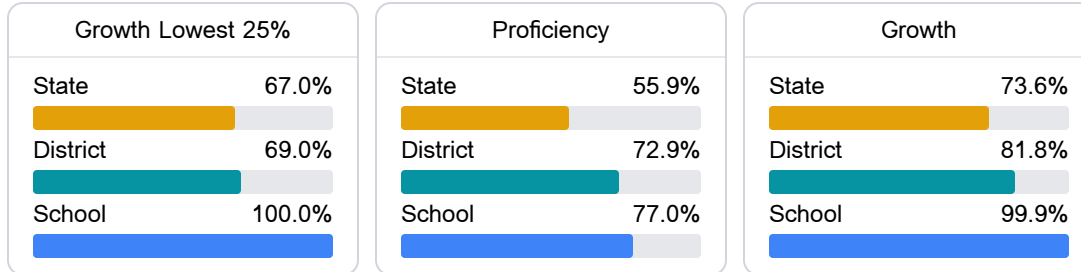 Growth Lowest 25%
State 67.0%
District 69.0%
School 100.0%
Proficiency
State 55.9%
District 72.9%
School 77.0%
Growth
State 73.6%
District 81.8%
School 99.9%